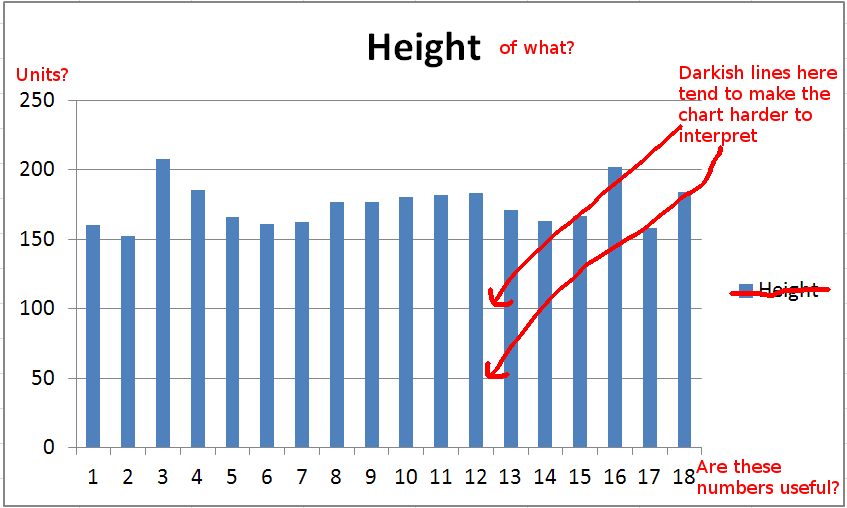 Height of what?
Units?
Darkish lines here
tend to make the
chart harder to
interpret
250
200
150
100
50
0
Height
1 2 3 4 5 6 7 8 9 10 11 12 13 14 15 16 17 18
Are these
numbers useful?